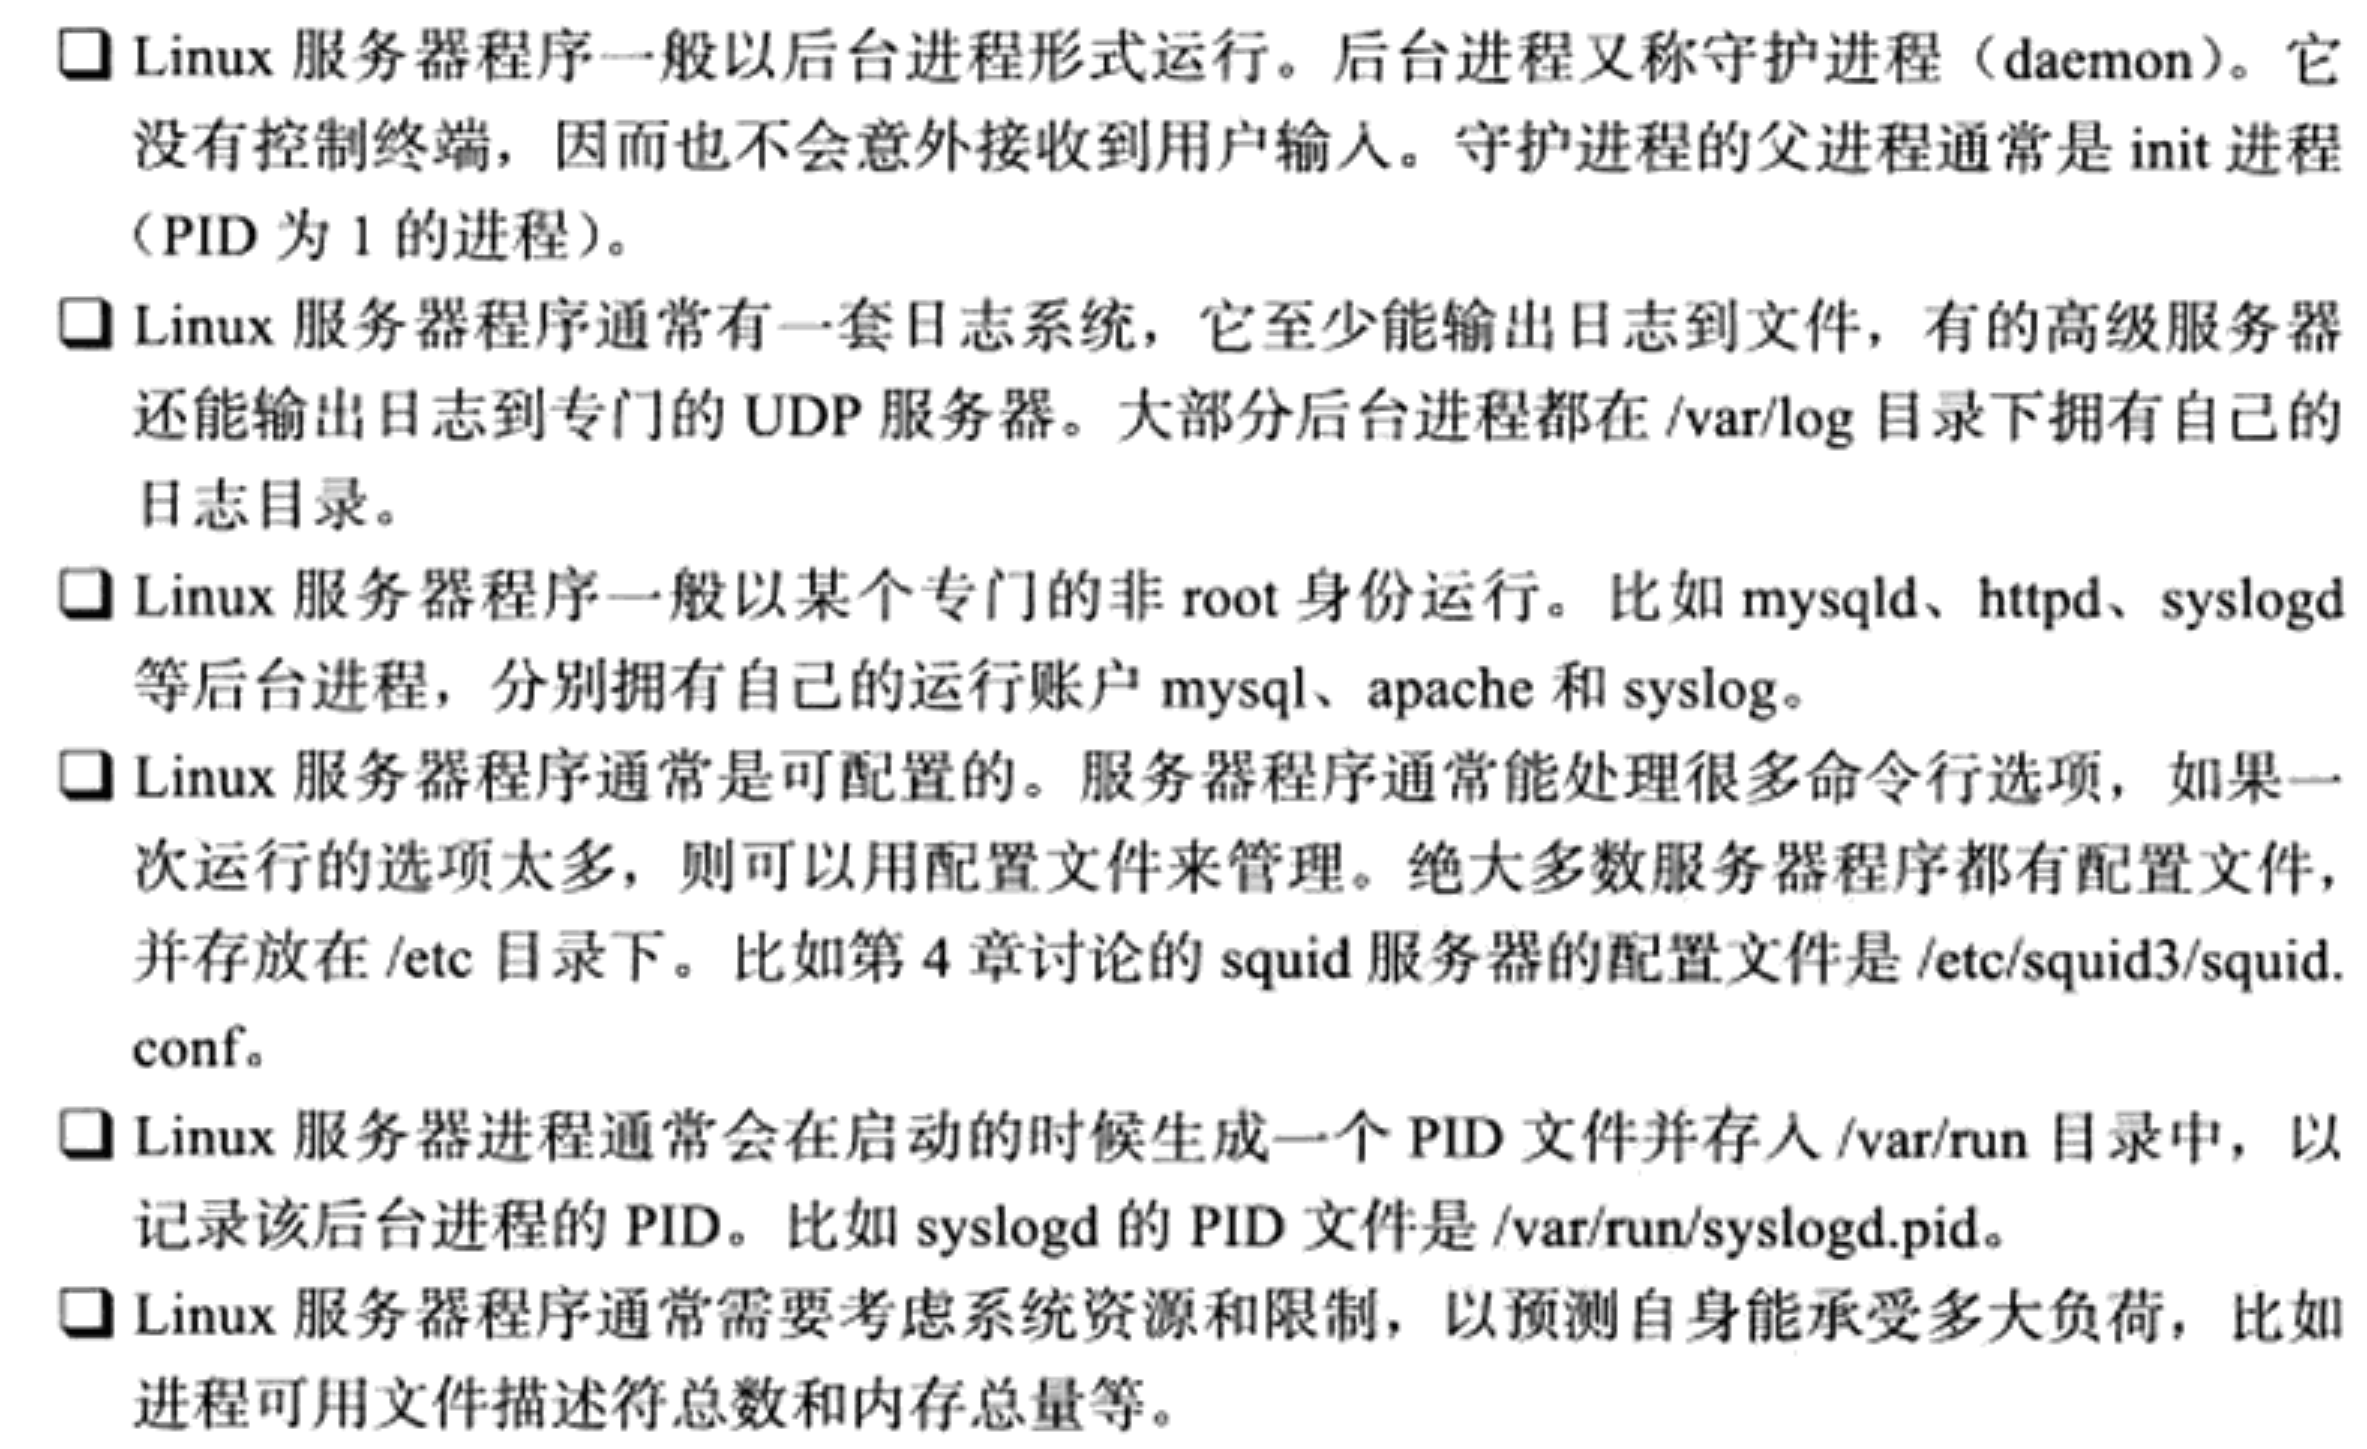 ❑ Linux 服务器程序一般以后台进程形式运行。后台进程又称守护进程（daemon）。它
没有控制终端，因而也不会意外接收到用户输入。守护进程的父进程通常是 init 进程
（PID 为 1 的进程）。
❑ Linux 服务器程序通常有一套日志系统，它至少能输出日志到文件，有的高级服务器
还能输出日志到专门的 UDP 服务器。大部分后台进程都在 /var/log 目录下拥有自己的
日志目录。
❑ Linux 服务器程序一般以某个专门的非 root 身份运行。比如 mysqld、httpd、syslogd
等后台进程，分别拥有自己的运行账户 mysql、apache 和 syslog。
❑ Linux 服务器程序通常是可配置的。服务器程序通常能处理很多命令行选项，如果一
次运行的选项太多，则可以用配置文件来管理。绝大多数服务器程序都有配置文件，
并存放在 /etc 目录下。比如第 4 章讨论的 squid 服务器的配置文件是 /etc/squid3/squid.
conf。
❑ Linux 服务器进程通常会在启动的时候生成一个 PID 文件并存入 /var/run 目录中，以
记录该后台进程的 PID。比如 syslogd 的 PID 文件是 /var/run/syslogd.pid。
❑ Linux 服务器程序通常需要考虑系统资源和限制，以预测自身能承受多大负荷，比如
进程可用文件描述符总数和内存总量等。